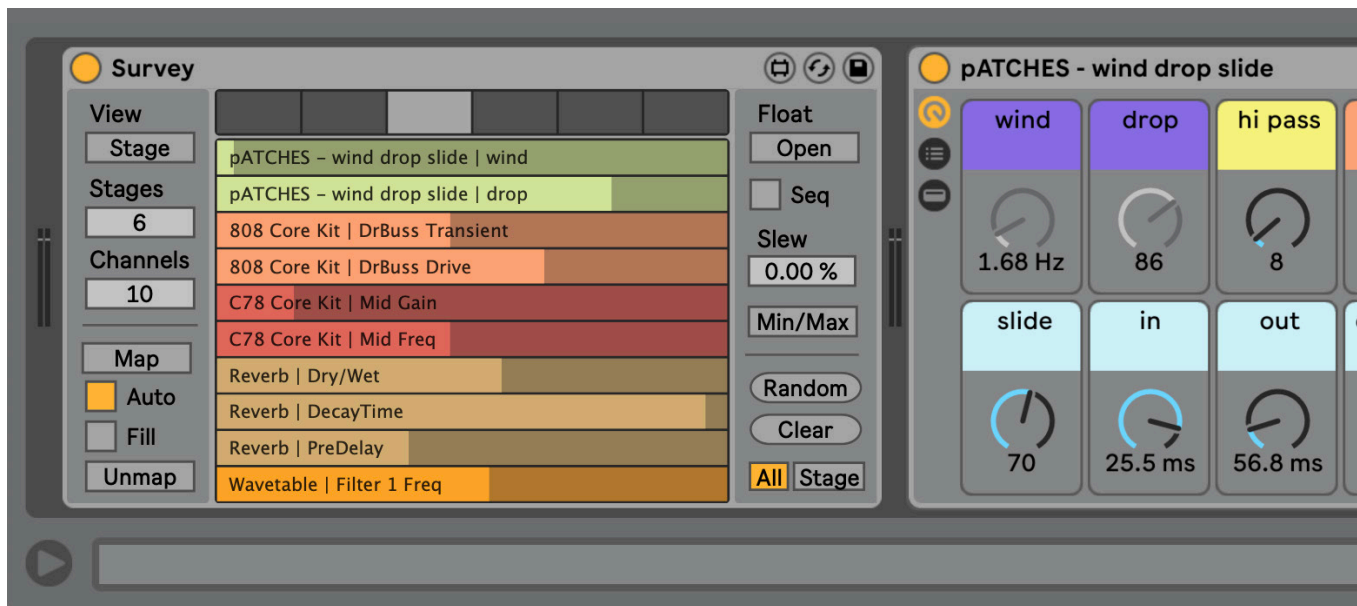 Survey
View
Stage
Stages
6
Channels
10
Map
Auto
Fill
Unmap
pATCHES - wind drop slide | wind
pATCHES - wind drop slide | drop
808 Core Kit | DrBuss Transient
808 Core Kit | DrBuss Drive
C78 Core Kit | Mid Gain
C78 Core Kit | Mid Freq
Reverb | Dry/Wet
Reverb | DecayTime
Reverb | PreDelay
Wavetable | Filter 1 Freq
Float
Open
Seq
Slew
0.00 %
Min/Max
Random
Clear
All Stage
pATCHES - wind drop slide
wind drop hi pass
1.68 Hz 86 8
slide in out
70 25.5 ms 56.8 ms